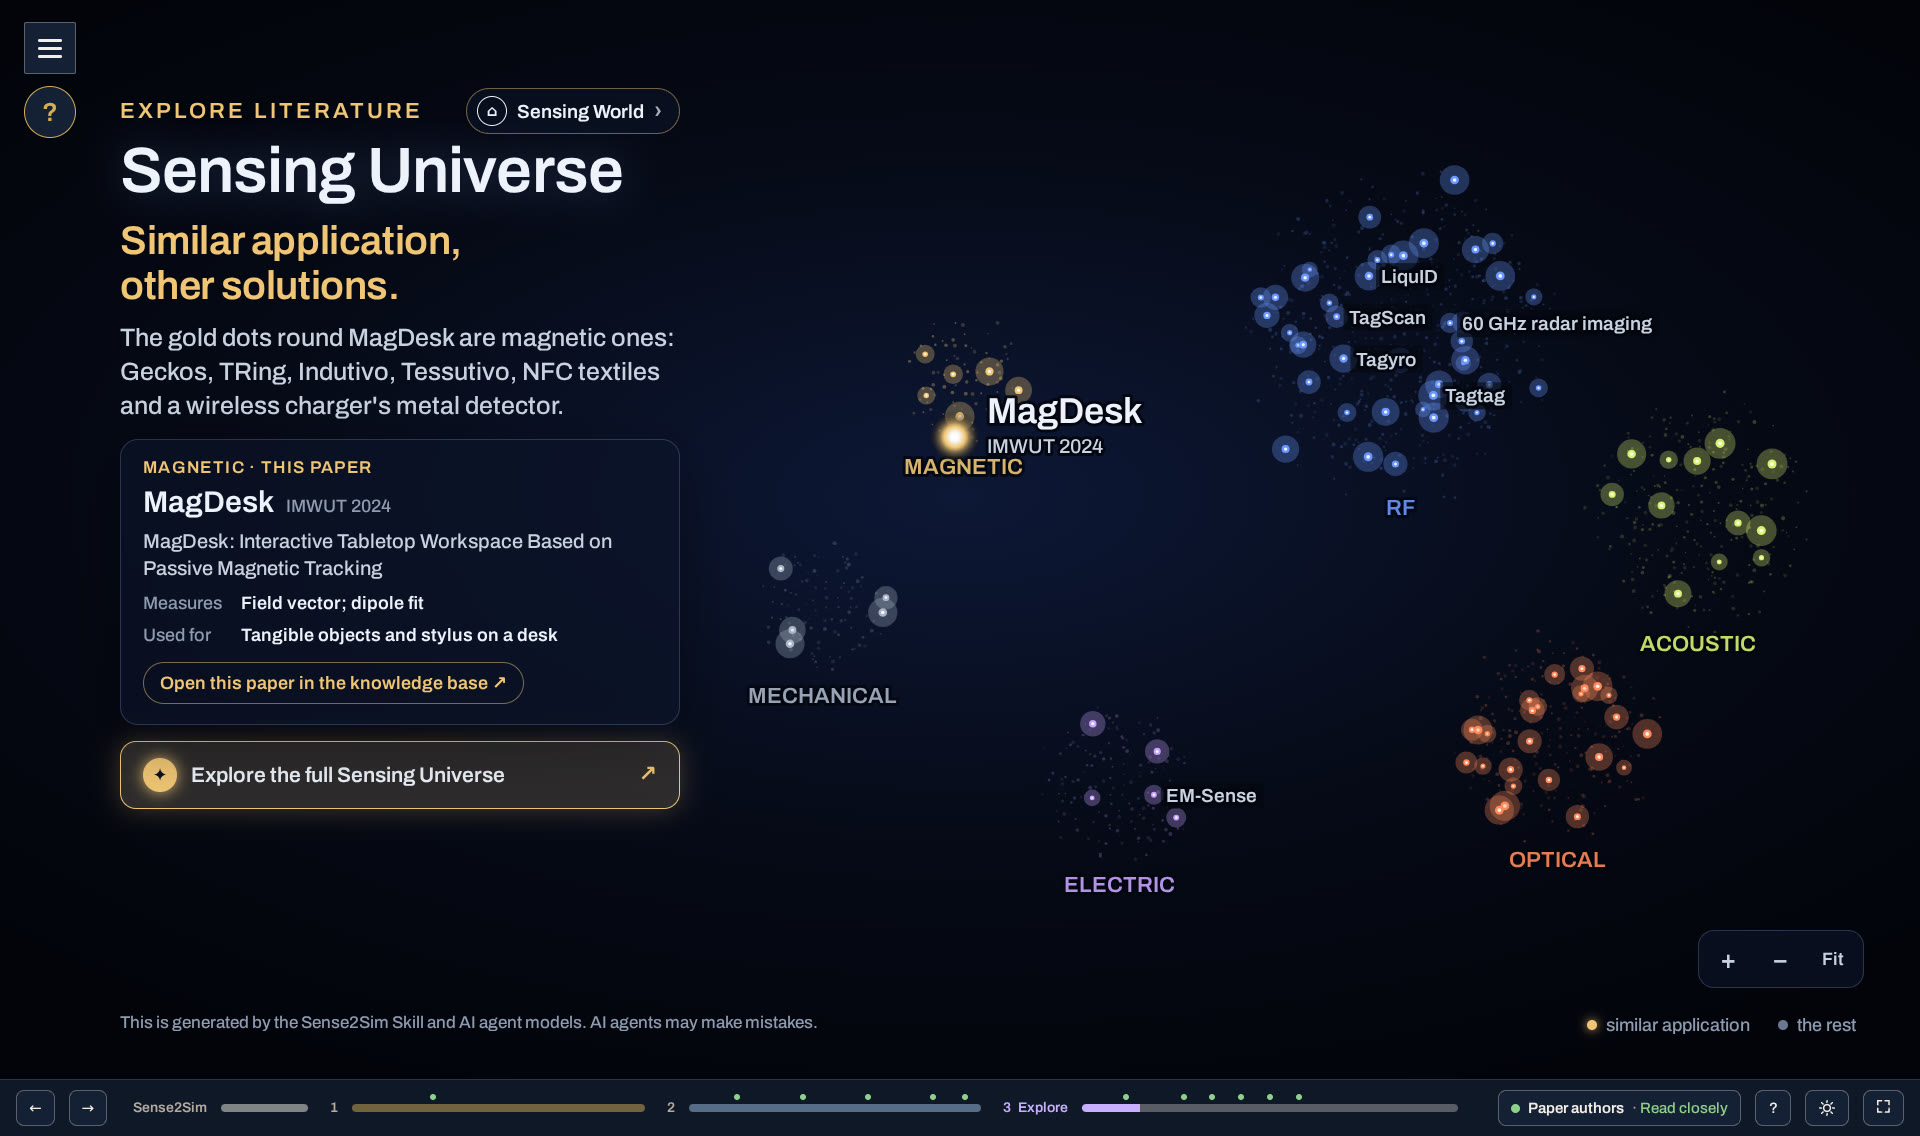 ?
EXPLORE LITERATURE
Sensing World ›
Sensing Universe
Similar application,
other solutions.
The gold dots round MagDesk are magnetic ones:
Geckos, TRing, Indutivo, Tessutivo, NFC textiles
and a wireless charger's metal detector.
MAGNETIC · THIS PAPER
MagDesk IMWUT 2024
MagDesk: Interactive Tabletop Workspace Based on
Passive Magnetic Tracking
Measures Field vector; dipole fit
Used for Tangible objects and stylus on a desk
Open this paper in the knowledge base ↗
Explore the full Sensing Universe ↗
LiquID
TagScan
60 GHz radar imaging
Tagyro
Tagtag
MagDesk
IMWUT 2024
MAGNETIC
RF
ACOUSTIC
MECHANICAL
EM-Sense
OPTICAL
ELECTRIC
+ − Fit
This is generated by the Sense2Sim Skill and AI agent models. AI agents may make mistakes.
similar application the rest
← → Sense2Sim 1 2 3 Explore Paper authors · Read closely ?